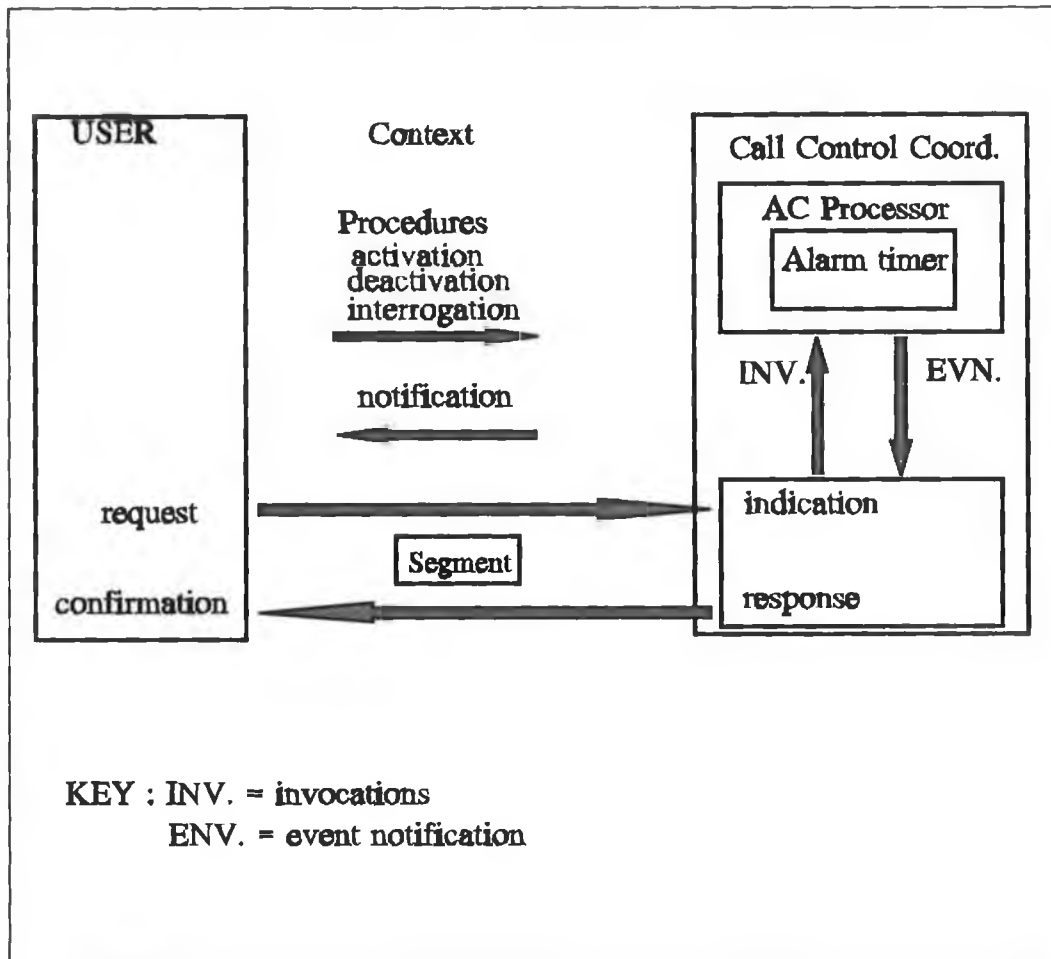 USER
Context
Call Control Coord.
AC Processor
Alarm timer
Procedures
activation
deactivation
interrogation
INV.
EVN.
notification
request
indication
Segment
confirmation
response
KEY : INV. = invocations
ENV. = event notification